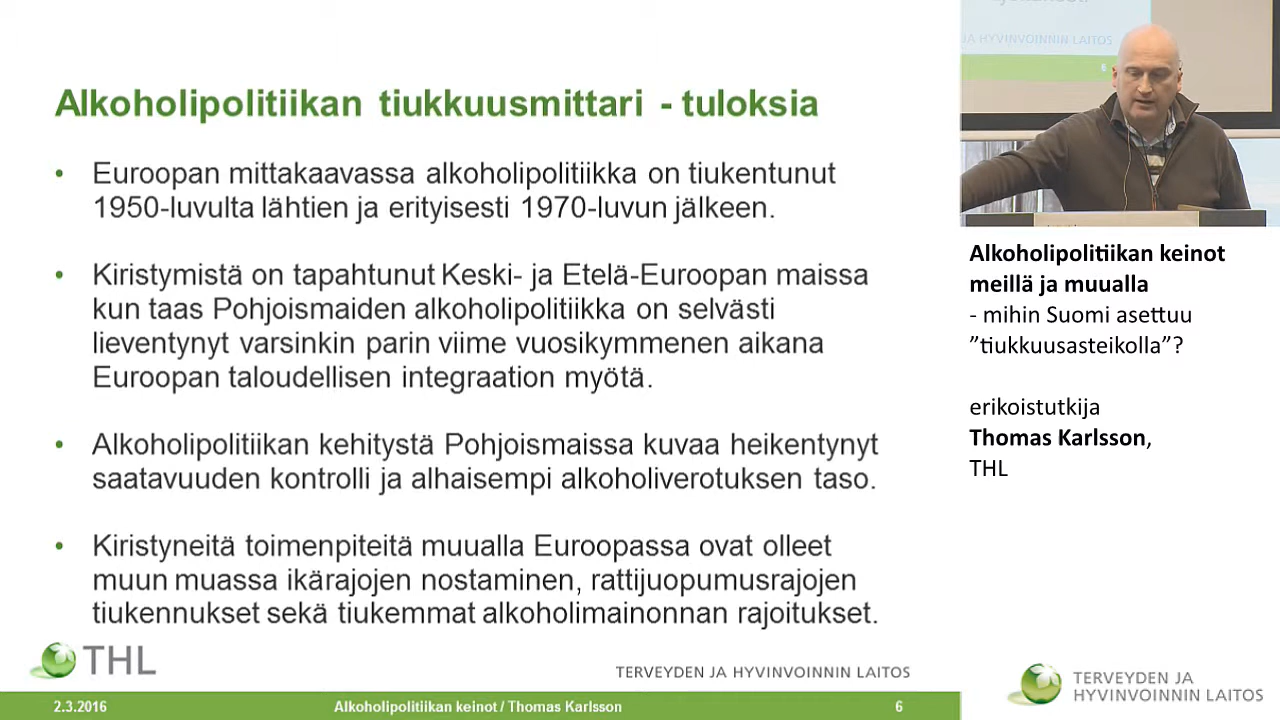 Alkoholipolitiikan tiukkuusmittari - tuloksia
• Euroopan mittakaavassa alkoholipolitiikka on tiukentunut
1950-luvulta lähtien ja erityisesti 1970-luvun jälkeen.
• Kiristymistä on tapahtunut Keski- ja Etelä-Euroopan maissa
kun taas Pohjoismaiden alkoholipolitiikka on selvästi
lieventynyt varsinkin parin viime vuosikymmenen aikana
Euroopan taloudellisen integraation myötä.
• Alkoholipolitiikan kehitystä Pohjoismaissa kuvaa heikentynyt
saatavuuden kontrolli ja alhaisempi alkoholiverotuksen taso.
• Kiristyneitä toimenpiteitä muualla Euroopassa ovat olleet
muun muassa ikärajojen nostaminen, rattijuopumusrajojen
tiukennukset sekä tiukemmat alkoholimainonnan rajoitukset.
THL
TERVEYDEN JA HYVINVOINNIN LAITOS
2.3.2016
Alkoholipolitiikan keinot / Thomas Karlsson
6
JA HYVINVOINNIN LAITOS
Alkoholipolitiikan keinot
meillä ja muualla
- mihin Suomi asettuu
”tiukkuusasteikolla”?
erikoistutkija
Thomas Karlsson,
THL
TERVEYDEN JA
HYVINVOINNIN LAITOS